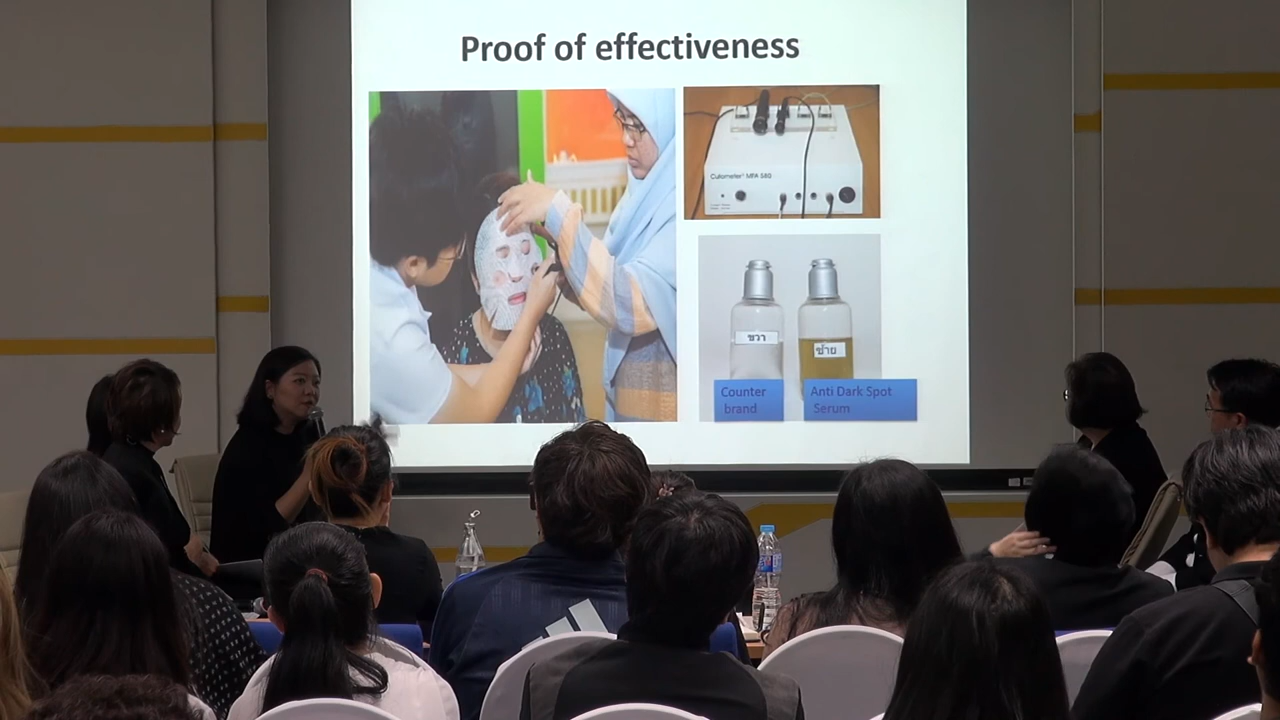 Proof of effectiveness
Cutometer® MPA 580
ขวา
ซ้าย
Counter
brand
Anti Dark Spot
Serum